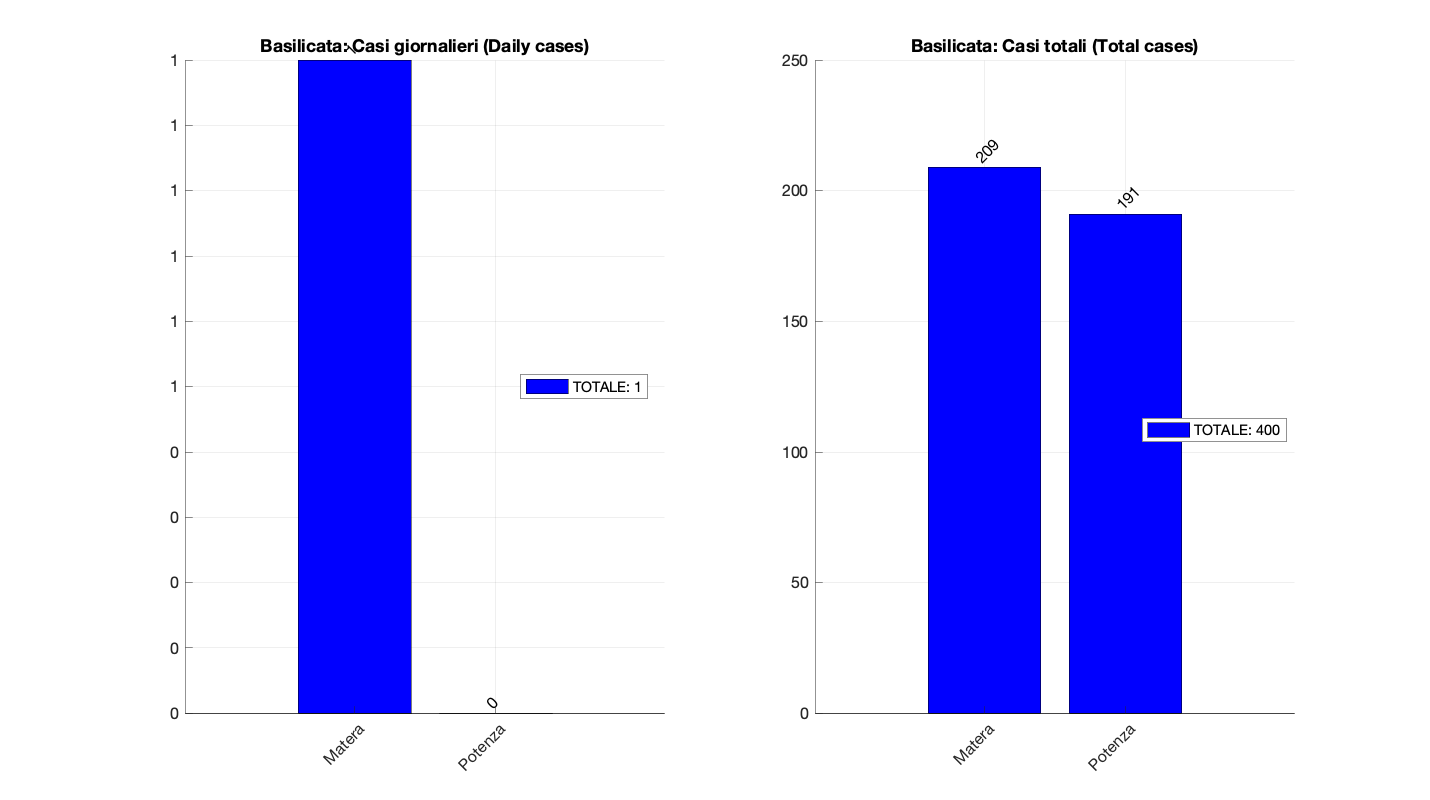 Basilicata: Casi giornalieri (Daily cases)
1
1
1
1
1
1
0
0
0
0
0
1
0
TOTALE: 1
Matera
Potenza
Basilicata: Casi totali (Total cases)
250
200
150
100
50
0
209
191
TOTALE: 400
Matera
Potenza